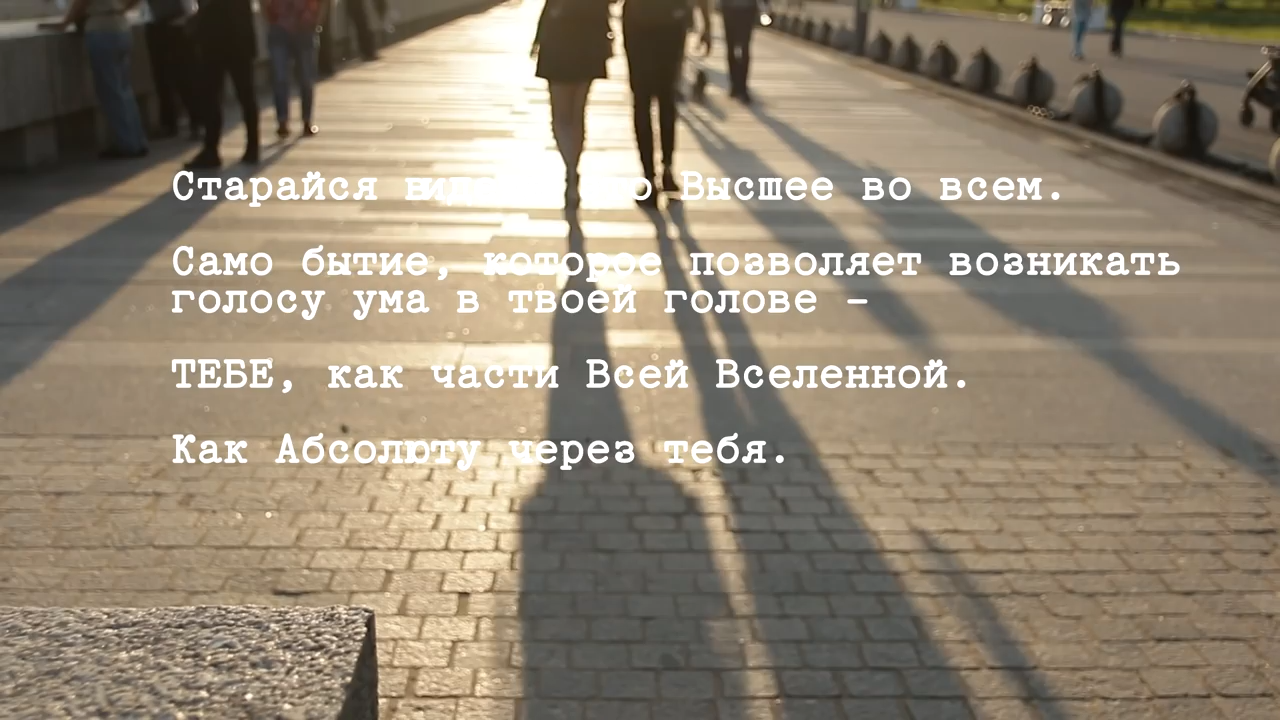 Старайся видеть это Высшее во всем.
Само бытие, которое позволяет возникать
голосу ума в твоей голове –
ТЕБЕ, как части Всей Вселенной.
Как Абсолюту через тебя.